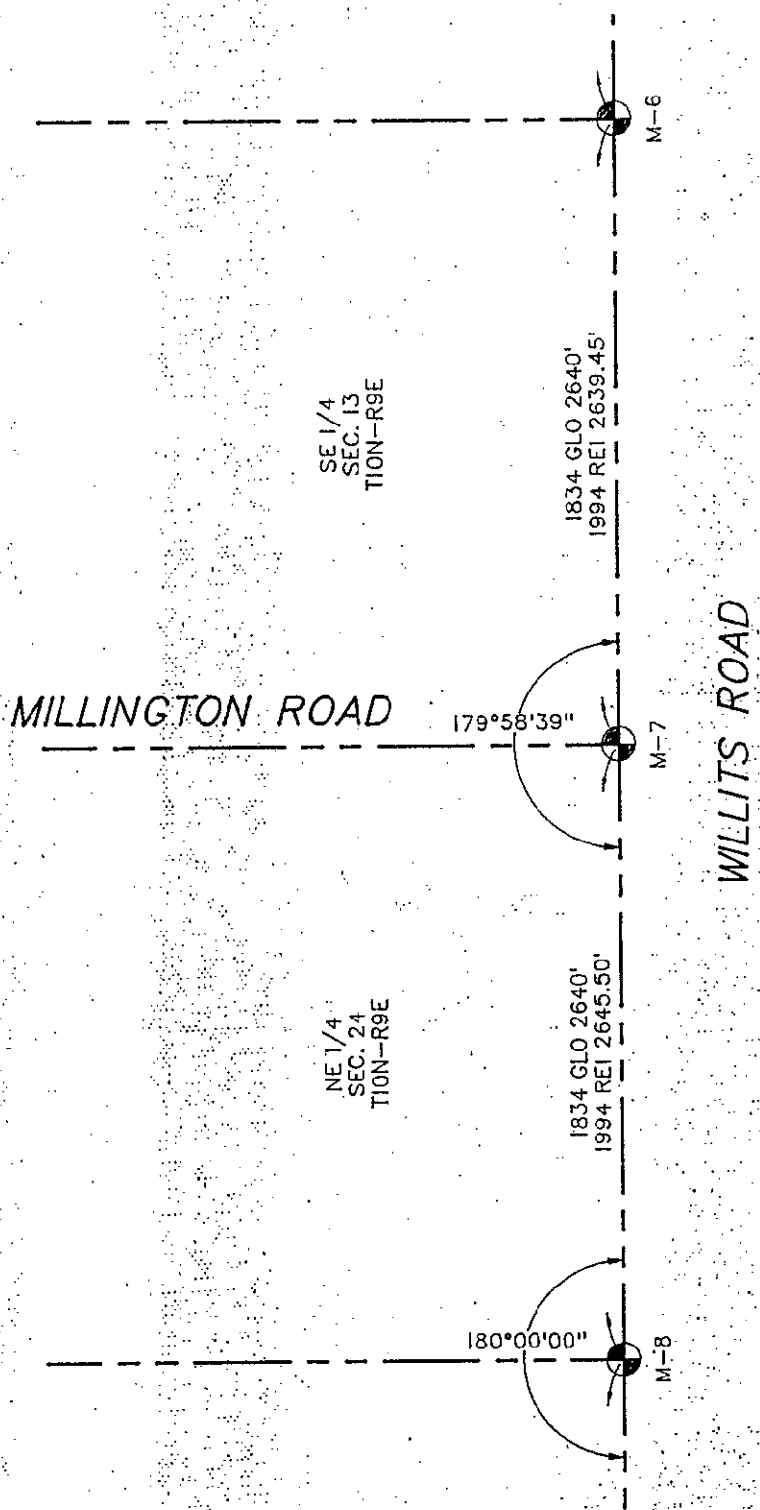 M-6
SE 1/4
SEC. 13
T10N-R9E
1834 GLO 2640'
1994 REI 2639.45'
MILLINGTON ROAD
179°58'39"
M-7
WILLITS ROAD
NE 1/4
SEC. 24
T10N-R9E
1834 GLO 2640'
1994 REI 2645.50'
180°00'00"
M-8